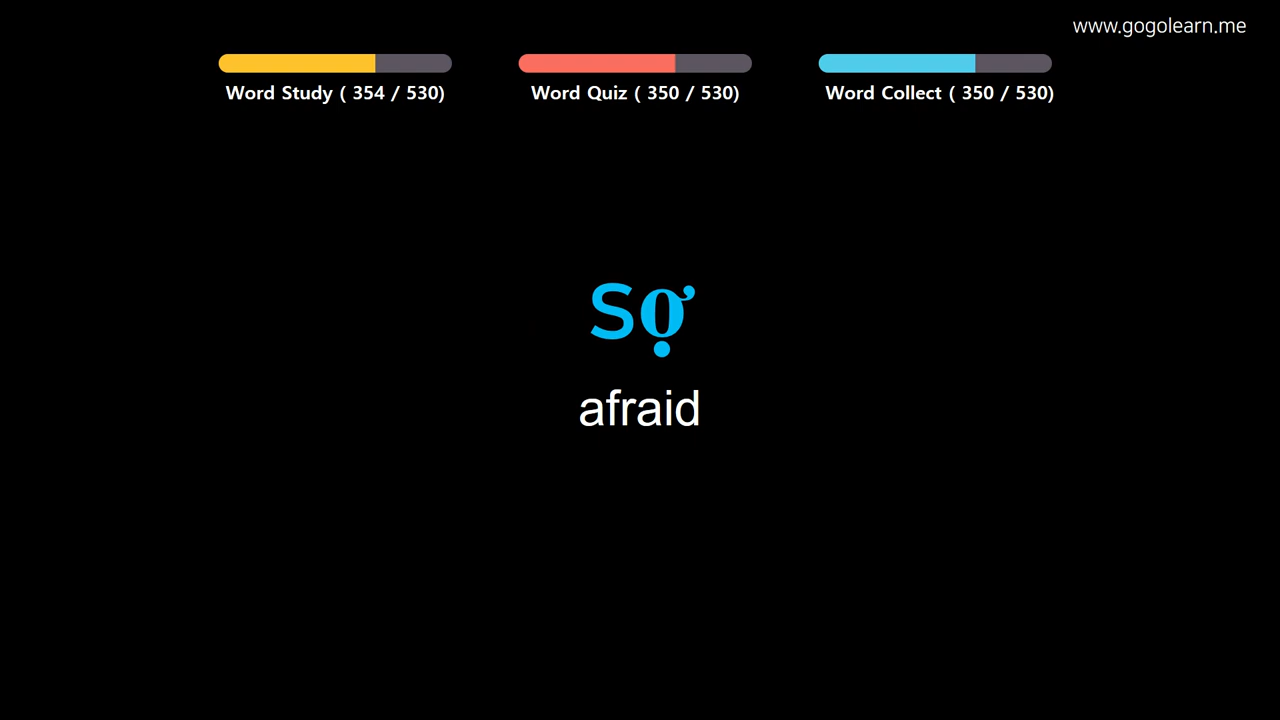 www.gogolearn.me
Word Study ( 354 / 530)
Word Quiz ( 350 / 530)
Word Collect ( 350 / 530)
sợ
afraid